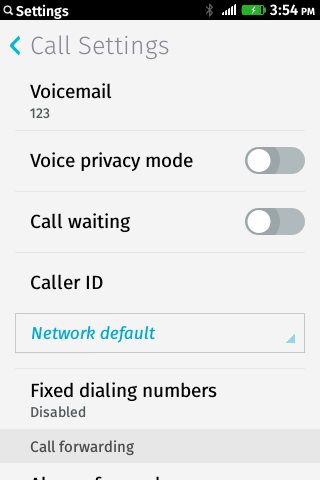 Settings 3:54 PM
Call Settings
Voicemail
123
Voice privacy mode
Call waiting
Caller ID
Network default
Fixed dialing numbers
Disabled
Call forwarding